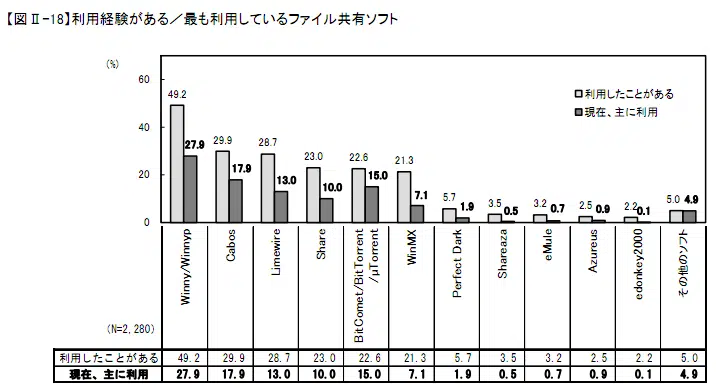 【図Ⅱ-18】利用経験がある／最も利用しているファイル共有ソフト
(%)
60
40
20
0
利用したことがある
現在、主に利用
49.2
27.9
29.9
17.9
28.7
13.0
23.0
10.0
22.6
15.0
21.3
7.1
5.7
1.9
3.5
0.5
3.2
0.7
2.5
0.9
2.2
0.1
5.0
4.9
Winny/Winnyp
Cabos
Limewire
Share
BitComet/BitTorrent
/μTorrent
WinMX
Perfect Dark
Shareaza
eMule
Azureus
edonkey2000
その他のソフト
(N=2,280)
利用したことがある 49.2 29.9 28.7 23.0 22.6 21.3 5.7 3.5 3.2 2.5 2.2 5.0
現在、主に利用 27.9 17.9 13.0 10.0 15.0 7.1 1.9 0.5 0.7 0.9 0.1 4.9